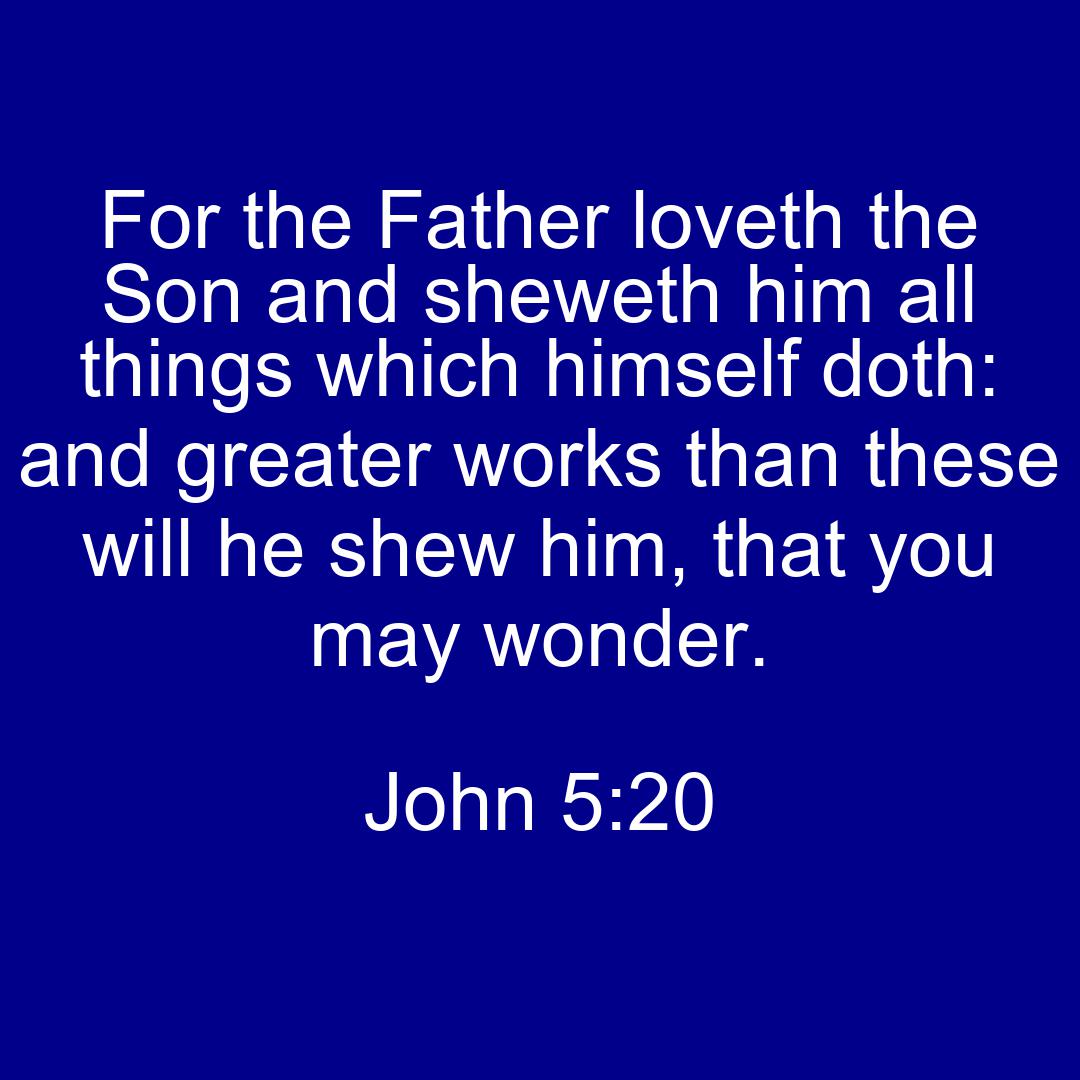 For the Father loveth the
Son and sheweth him all
things which himself doth:
and greater works than these
will he shew him, that you
may wonder.
John 5:20